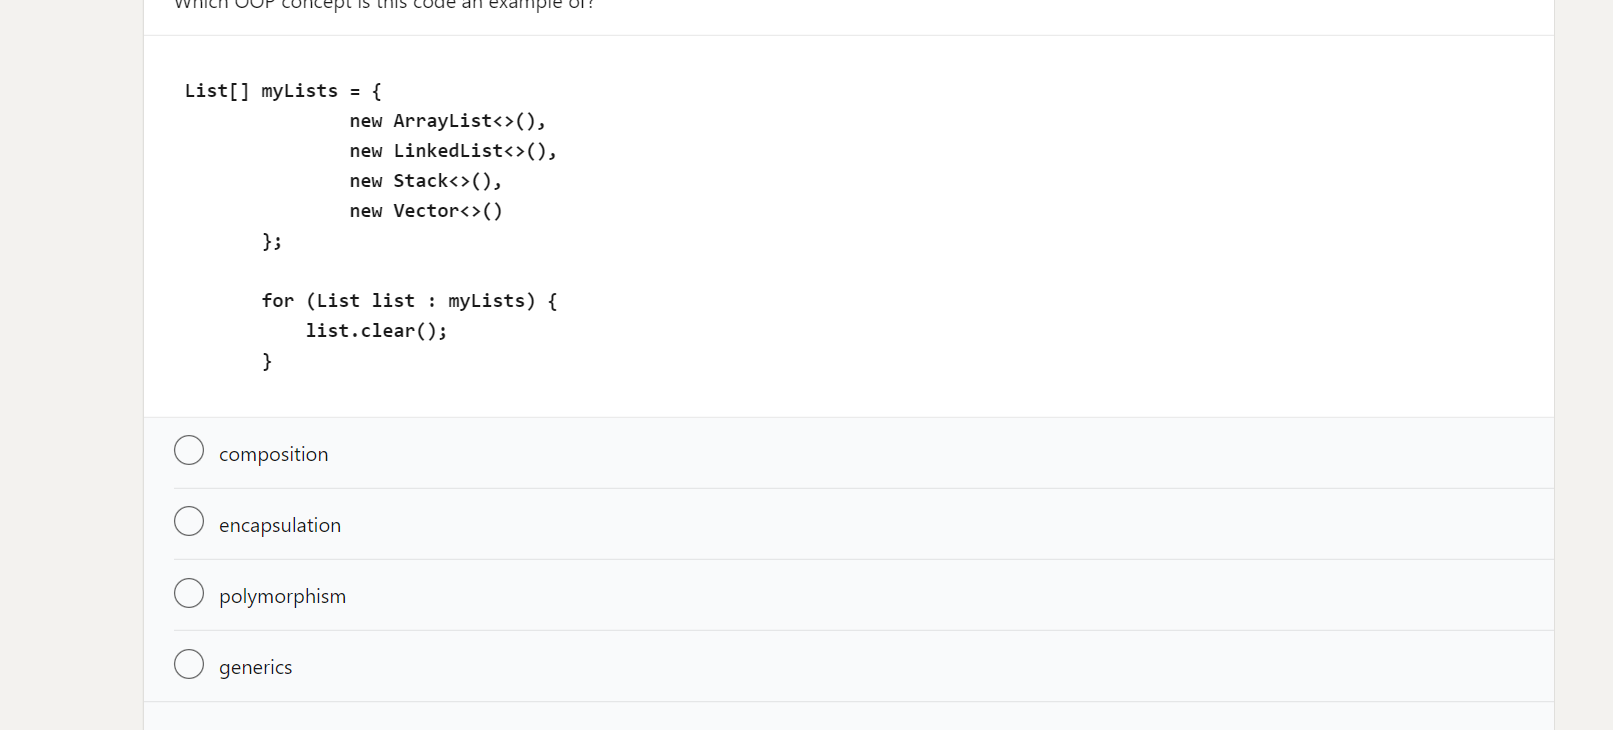 Which OOP concept is this code an example of?
List[] myLists = {
new ArrayList<>(),
new LinkedList<>(),
new Stack<>(),
new Vector<>()
};
for (List list : myLists) {
list.clear();
}
composition
encapsulation
polymorphism
generics